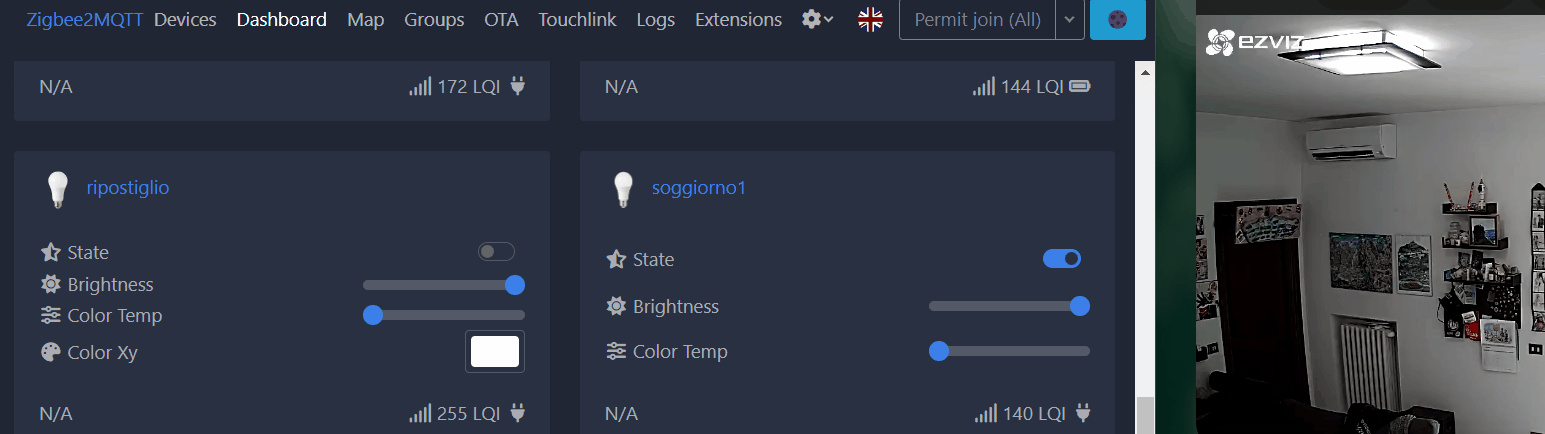 Zigbee2MQTT Devices Dashboard Map Groups OTA Touchlink Logs Extensions Permit join (All)
ezviz
N/A 172 LQI
N/A 144 LQI
ripostiglio
State
Brightness
Color Temp
Color Xy
N/A 255 LQI
soggiorno1
State
Brightness
Color Temp
N/A 140 LQI